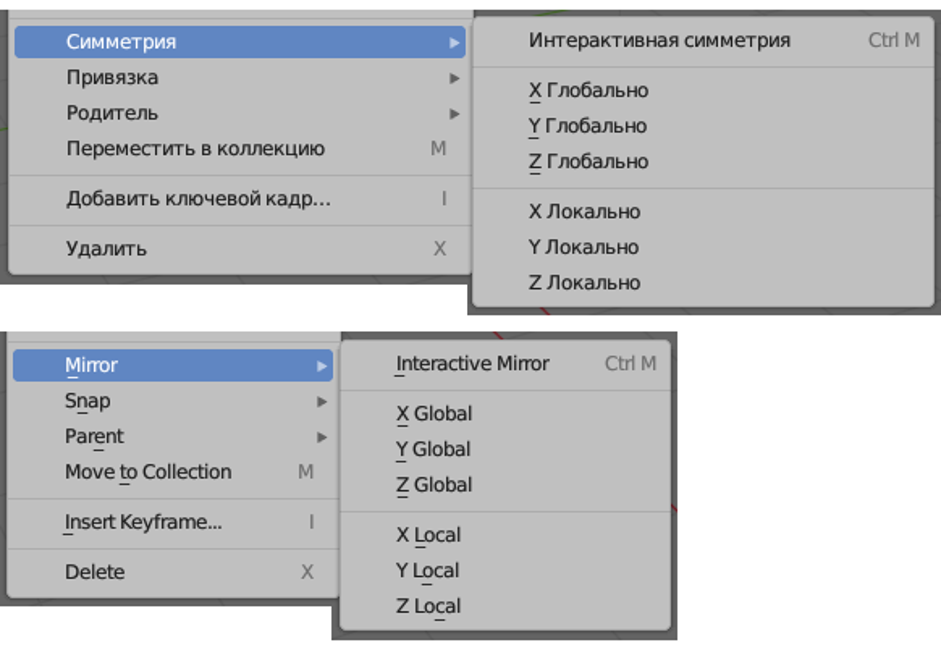 Симметрия
Привязка
Родитель
Переместить в коллекцию M
Добавить ключевой кадр... I
Удалить X
Интерактивная симметрия Ctrl M
X Глобально
Y Глобально
Z Глобально
X Локально
Y Локально
Z Локально
Mirror
Snap
Parent
Move to Collection M
Insert Keyframe... I
Delete X
Interactive Mirror Ctrl M
X Global
Y Global
Z Global
X Local
Y Local
Z Local